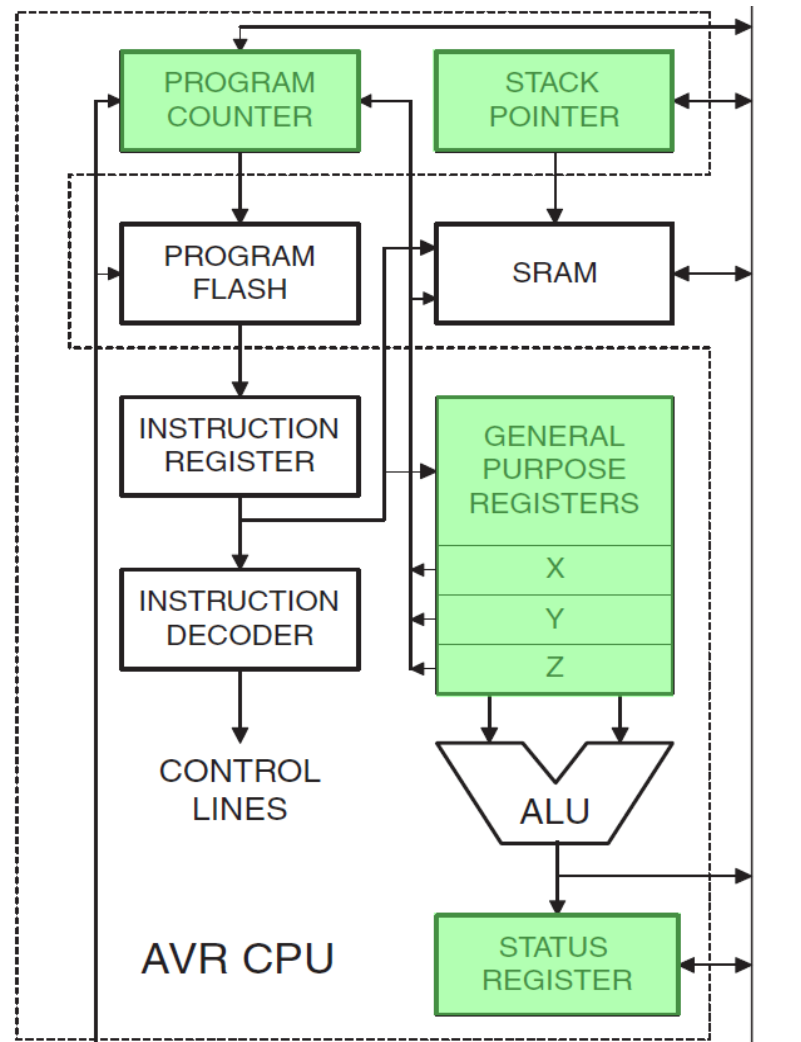 PROGRAM
COUNTER
STACK
POINTER
PROGRAM
FLASH
SRAM
INSTRUCTION
REGISTER
GENERAL
PURPOSE
REGISTERS
X
Y
Z
INSTRUCTION
DECODER
CONTROL
LINES
ALU
AVR CPU
STATUS
REGISTER